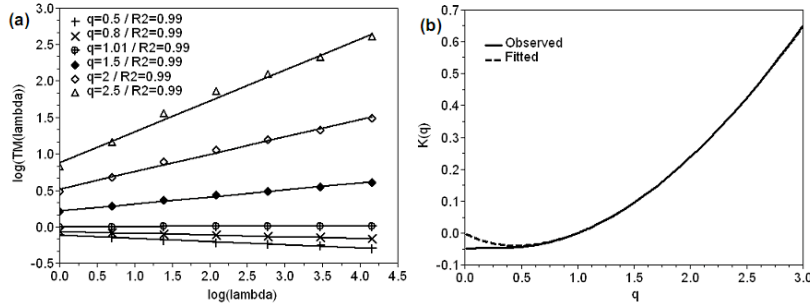 (a)
3.0
2.5
2.0
1.5
1.0
0.5
0.0
-0.5
log(TM(lambda)
q=0.5 / R2=0.99
q=0.8 / R2=0.99
q=1.01 / R2=0.99
q=1.5 / R2=0.99
q=2 / R2=0.99
q=2.5 / R2=0.99
0.0 0.5 1.0 1.5 2.0 2.5 3.0 3.5 4.0 4.5
log(lambda)
(b)
0.7
0.6
0.5
0.4
0.3
0.2
0.1
0.0
-0.1
K(q)
Observed
Fitted
0.0 0.5 1.0 1.5 2.0 2.5 3.0
q